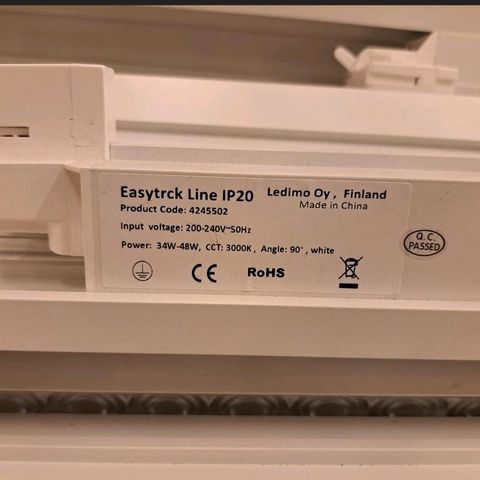 Easytrck Line IP20 Ledimo Oy , Finland
Product Code: 4245502 Made in China
Input voltage: 200-240V~50Hz
Power: 34W-48W, CCT: 3000K, Angle: 90°, white
CE RoHS
Q.C.
PASSED